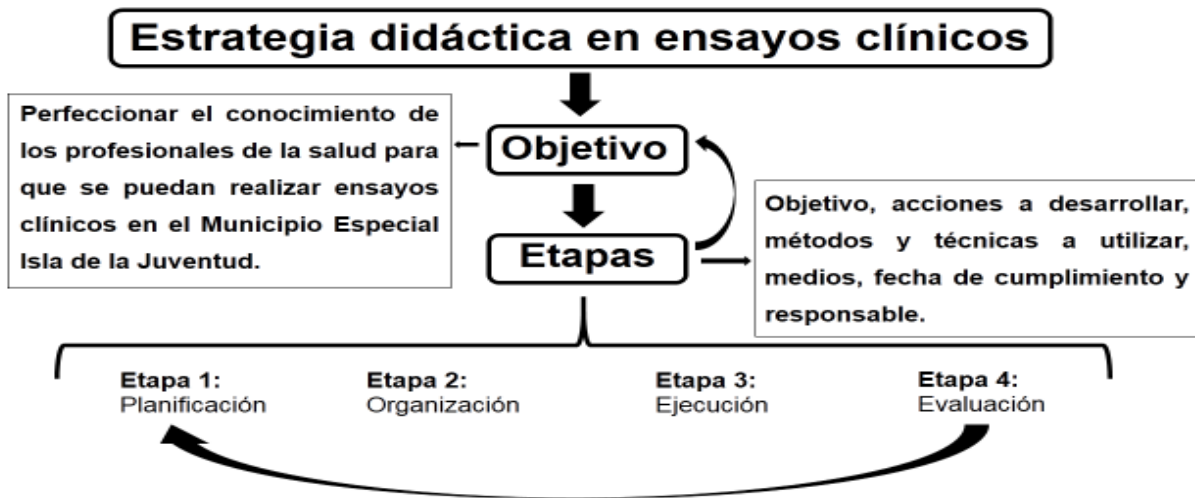 Estrategia didáctica en ensayos clínicos
Perfeccionar el conocimiento de
los profesionales de la salud para
que se puedan realizar ensayos
clínicos en el Municipio Especial
Isla de la Juventud.
Objetivo
Etapas
Objetivo, acciones a desarrollar,
métodos y técnicas a utilizar,
medios, fecha de cumplimiento y
responsable.
Etapa 1:
Planificación
Etapa 2:
Organización
Etapa 3:
Ejecución
Etapa 4:
Evaluación